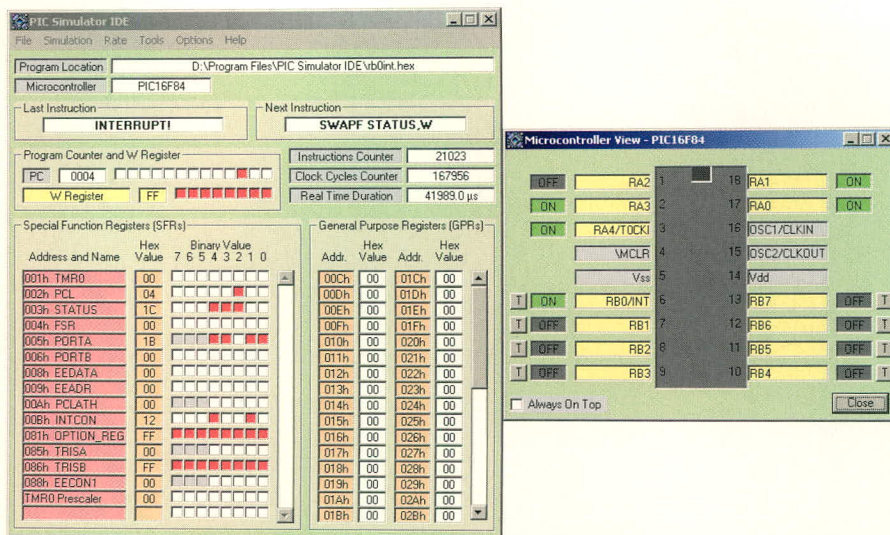 PIC Simulator IDE
File Simulation Rate Tools Options Help
Program Location D:\Program Files\PIC Simulator IDE\rb0int.hex
Microcontroller PIC16F84
Last Instruction
INTERRUPT!
Next Instruction
SWAPF STATUS,W
Program Counter and W Register
PC 0004
W Register FF
Instructions Counter 21023
Clock Cycles Counter 167956
Real Time Duration 41989.0 µs
Special Function Registers (SFRs)
Address and Name Hex Value Binary Value 7 6 5 4 3 2 1 0
001h TMR0 00
002h PCL 04
003h STATUS 1C
004h FSR 00
005h PORTA 1B
006h PORTB 00
008h EEDATA 00
009h EEADR 00
00Ah PCLATH 00
00Bh INTCON 12
081h OPTION_REG FF
085h TRISA 00
086h TRISB FF
088h EECON1 00
TMR0 Prescaler 00
General Purpose Registers (GPRs)
Addr. Hex Value Addr. Hex Value
00Ch 00 01Ch 00
00Dh 00 01Dh 00
00Eh 00 01Eh 00
00Fh 00 01Fh 00
010h 00 020h 00
011h 00 021h 00
012h 00 022h 00
013h 00 023h 00
014h 00 024h 00
015h 00 025h 00
016h 00 026h 00
017h 00 027h 00
018h 00 028h 00
019h 00 029h 00
01Ah 00 02Ah 00
01Bh 00 02Bh 00
Microcontroller View - PIC16F84
OFF RA2 1 18 RA1 ON
ON RA3 2 17 RA0 ON
ON RA4/T0CKI 3 16 OSC1/CLKIN
\MCLR 4 15 OSC2/CLKOUT
Vss 5 14 Vdd
T ON RB0/INT 6 13 RB7 OFF T
T OFF RB1 7 12 RB6 OFF T
T OFF RB2 8 11 RB5 OFF T
T OFF RB3 9 10 RB4 OFF T
Always On Top
Close